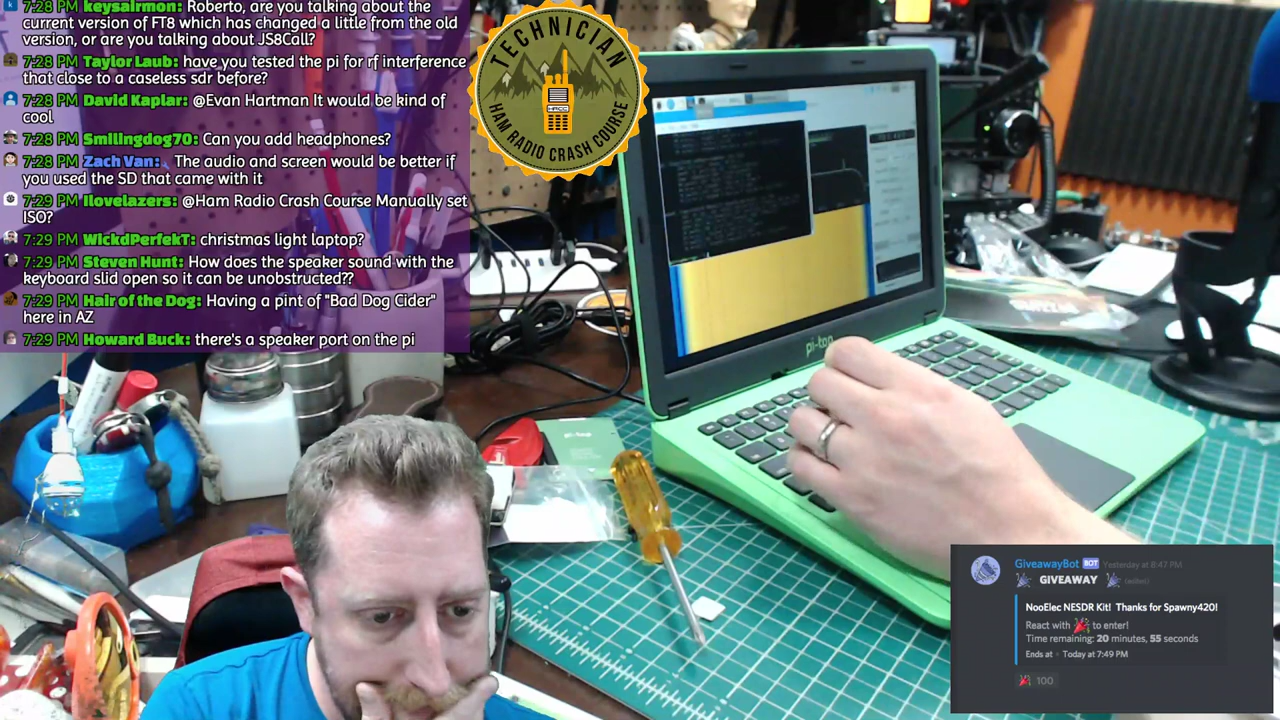 7:28 PM keysairmon: Roberto, are you talking about the
current version of FT8 which has changed a little from the old
version, or are you talking about JS8Call?
7:28 PM Taylor Laub: have you tested the pi for rf interference
that close to a caseless sdr before?
7:28 PM David Kaplar: @Evan Hartman It would be kind of
cool
7:28 PM Smilingdog70: Can you add headphones?
7:28 PM Zach Van: The audio and screen would be better if
you used the SD that came with it
7:29 PM Ilovelazers: @Ham Radio Crash Course Manually set
ISO?
7:29 PM WickdPerfekT: christmas light laptop?
7:29 PM Steven Hunt: How does the speaker sound with the
keyboard slid open so it can be unobstructed??
7:29 PM Hair of the Dog: Having a pint of "Bad Dog Cider"
here in AZ
7:29 PM Howard Buck: there's a speaker port on the pi
TECHNICIAN
HRCC
HAM RADIO CRASH COURSE
pi-top
pi-top
GiveawayBot BOT Yesterday at 8:47 PM
GIVEAWAY (edited)
NooElec NESDR Kit! Thanks for Spawny420!
React with 🎉 to enter!
Time remaining: 20 minutes, 55 seconds
Ends at • Today at 7:49 PM
🎉 100